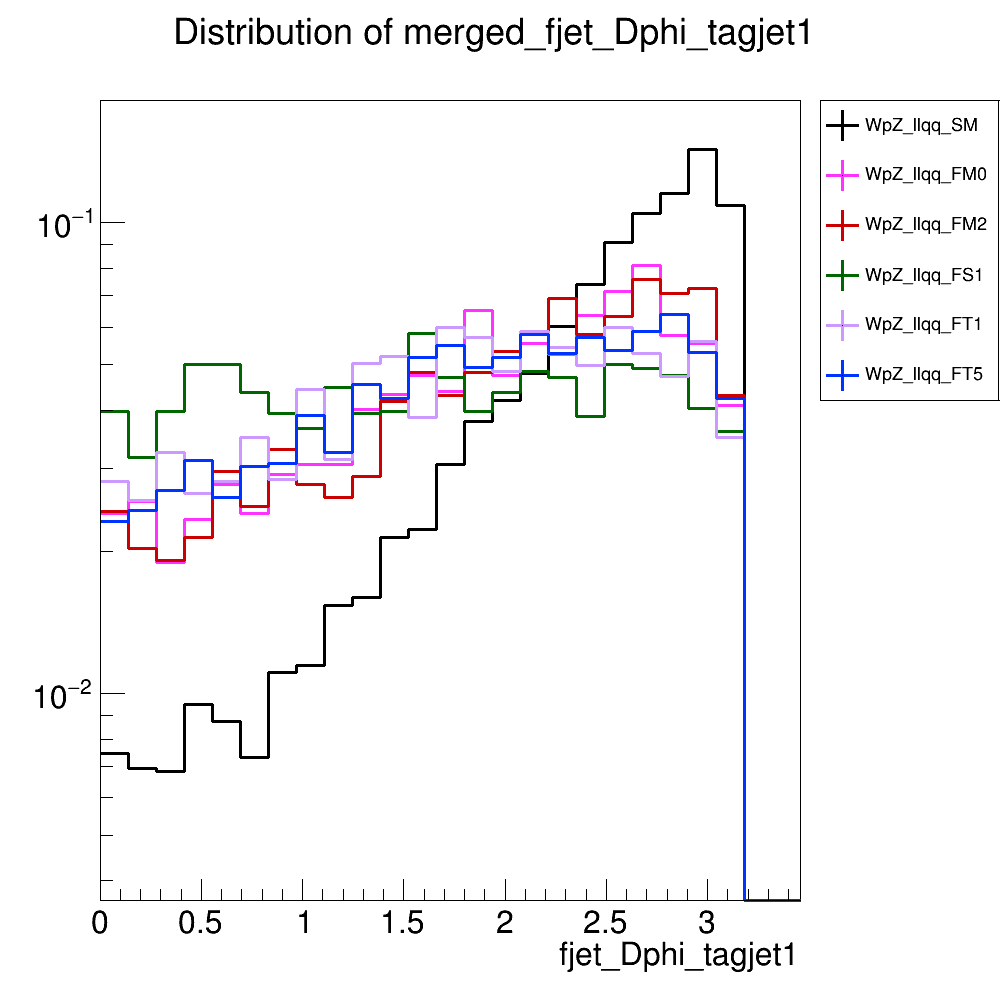 Distribution of merged_fjet_Dphi_tagjet1
10−1
10−2
0 0.5 1 1.5 2 2.5 3
fjet_Dphi_tagjet1
WpZ_llqq_SM
WpZ_llqq_FM0
WpZ_llqq_FM2
WpZ_llqq_FS1
WpZ_llqq_FT1
WpZ_llqq_FT5